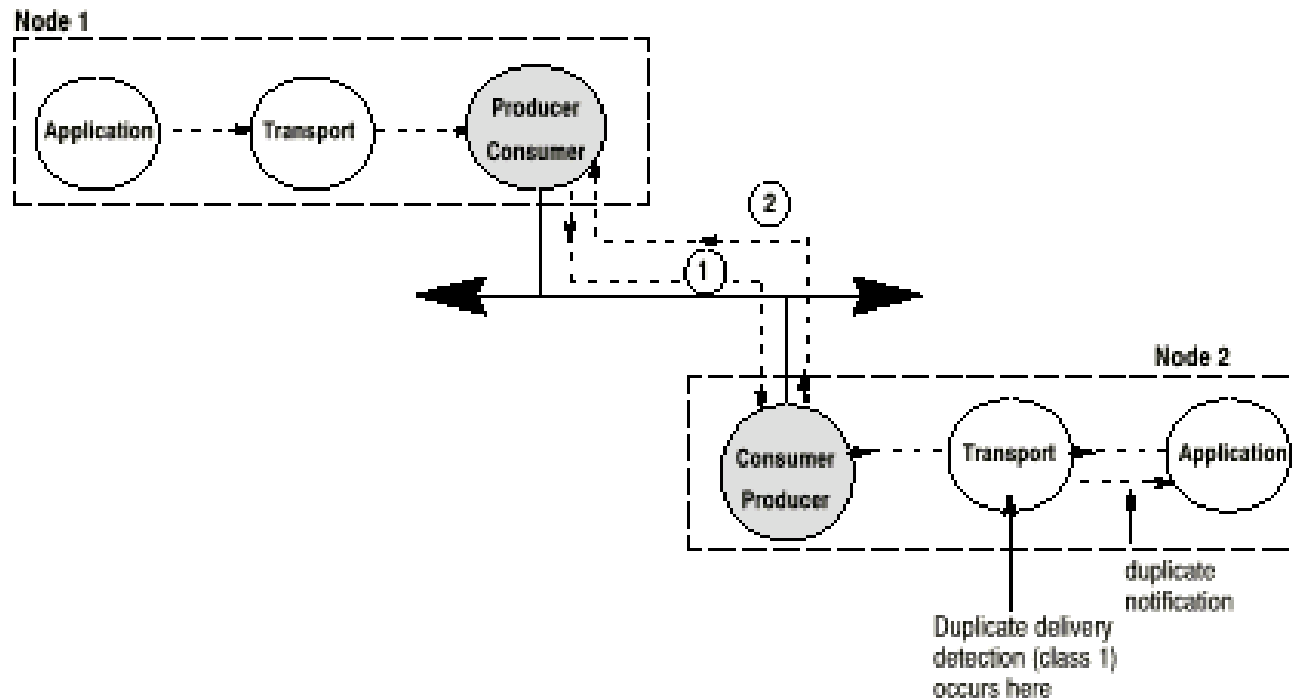 Node 1
Application
Transport
Producer
Consumer
2
1
Node 2
Consumer
Producer
Transport
Application
duplicate
notification
Duplicate delivery
detection (class 1)
occurs here